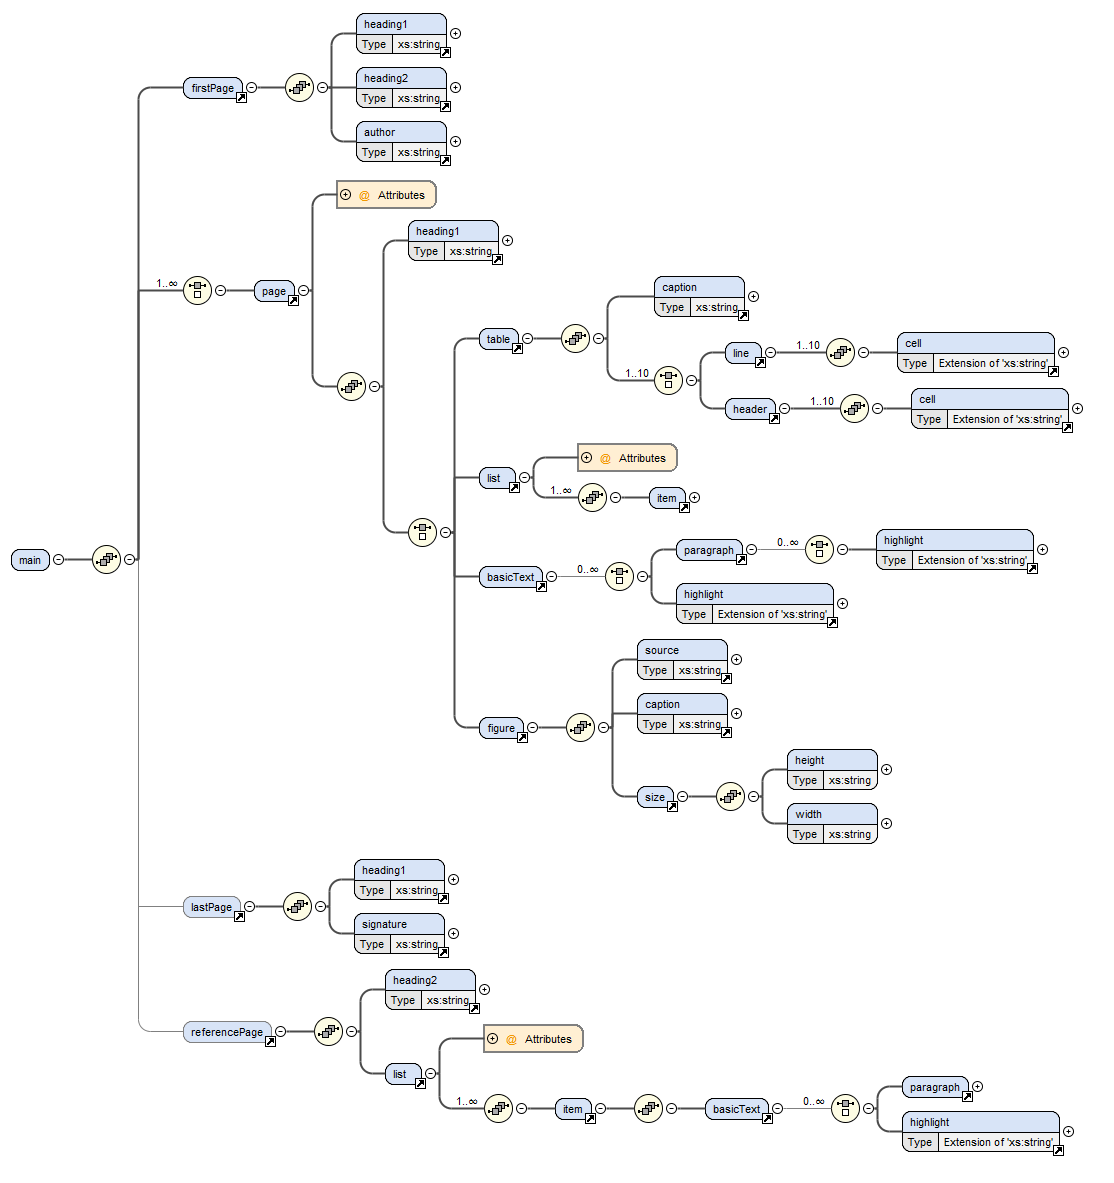 heading1
Type xs:string
heading2
Type xs:string
firstPage
author
Type xs:string
@ Attributes
heading1
Type xs:string
1..∞
page
caption
Type xs:string
table
line
1..10
cell
Type Extension of 'xs:string'
1..10
header
1..10
cell
Type Extension of 'xs:string'
@ Attributes
list
1..∞
item
main
paragraph
0..∞
highlight
Type Extension of 'xs:string'
basicText
0..∞
highlight
Type Extension of 'xs:string'
source
Type xs:string
caption
Type xs:string
figure
height
Type xs:string
size
width
Type xs:string
heading1
Type xs:string
lastPage
signature
Type xs:string
heading2
Type xs:string
referencePage
@ Attributes
list
1..∞
item
basicText
0..∞
paragraph
highlight
Type Extension of 'xs:string'